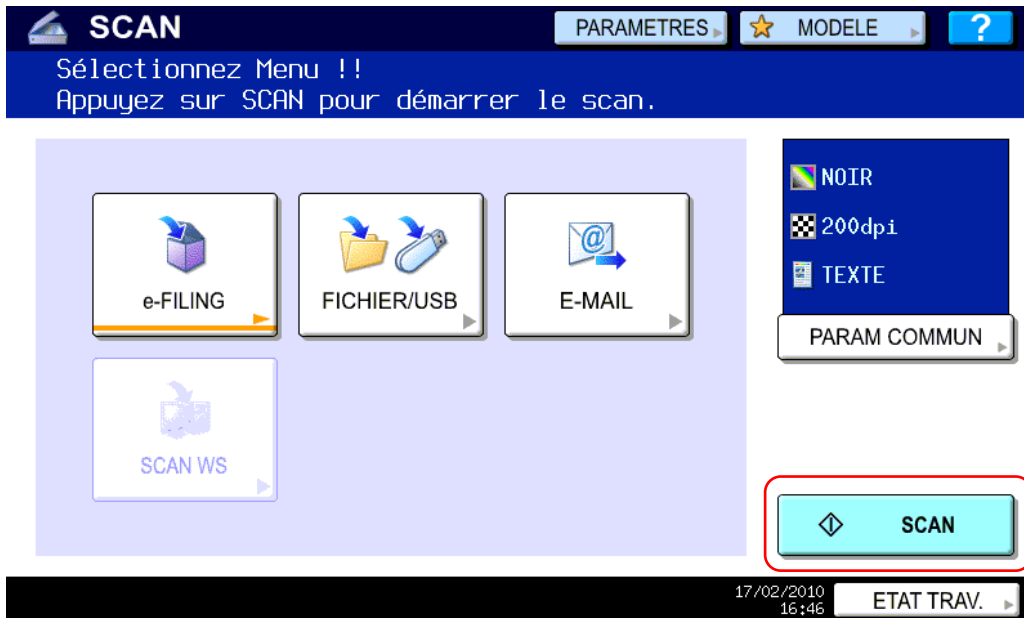 SCAN
PARAMETRES
MODELE
?
Sélectionnez Menu !!
Appuyez sur SCAN pour démarrer le scan.
e-FILING
FICHIER/USB
@
E-MAIL
SCAN WS
NOIR
200dpi
TEXTE
PARAM COMMUN
SCAN
17/02/2010
16:46
ETAT TRAV.